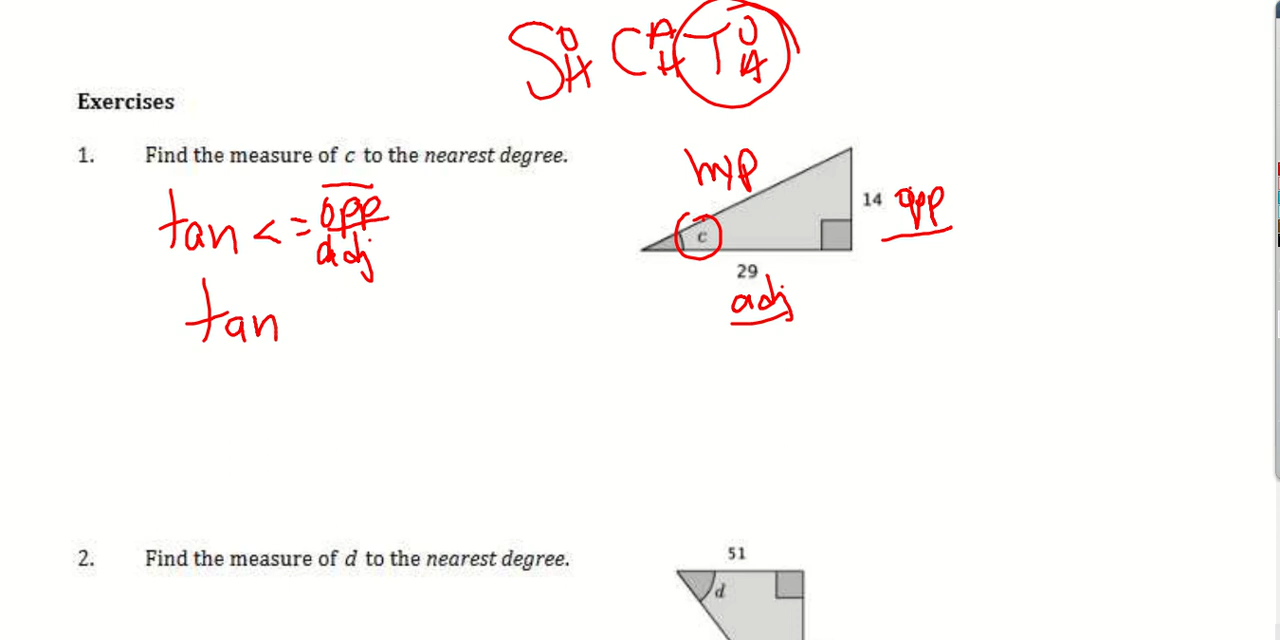 SOH CAH TOA
Exercises
1. Find the measure of c to the nearest degree.
hyp
14 opp
tan < = opp
adj
c
29
adj
tan
2. Find the measure of d to the nearest degree.
51
d